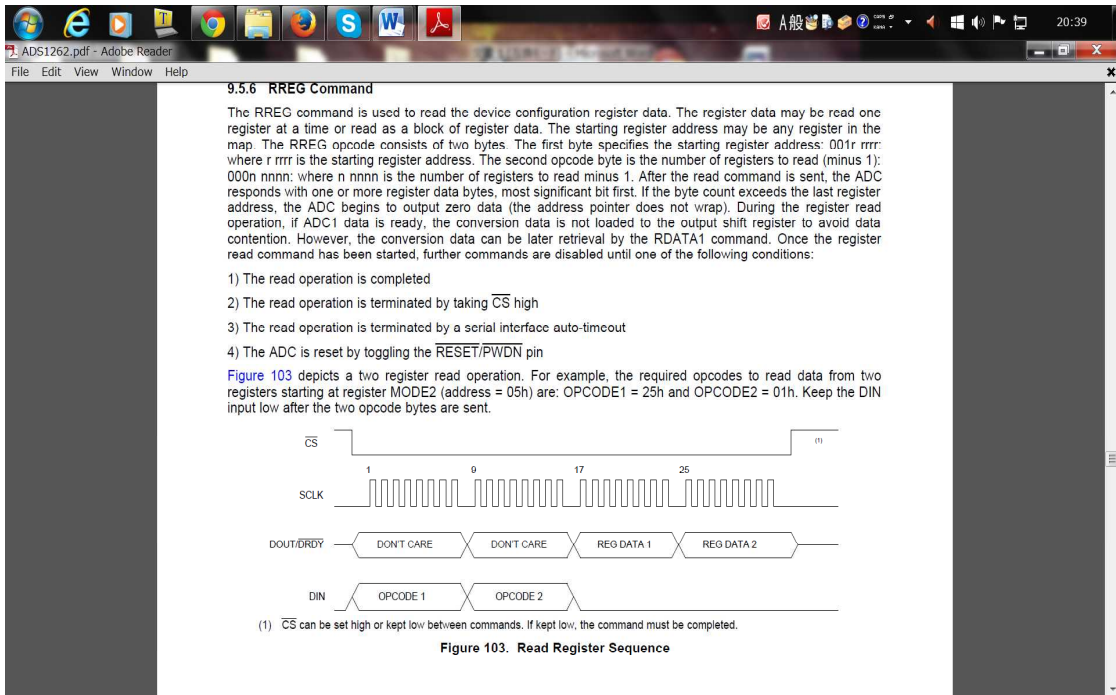 A般
20:39
ADS1262.pdf - Adobe Reader
File Edit View Window Help
9.5.6 RREG Command
The RREG command is used to read the device configuration register data. The register data may be read one
register at a time or read as a block of register data. The starting register address may be any register in the
map. The RREG opcode consists of two bytes. The first byte specifies the starting register address: 001r rrrr:
where r rrrr is the starting register address. The second opcode byte is the number of registers to read (minus 1):
000n nnnn: where n nnnn is the number of registers to read minus 1. After the read command is sent, the ADC
responds with one or more register data bytes, most significant bit first. If the byte count exceeds the last register
address, the ADC begins to output zero data (the address pointer does not wrap). During the register read
operation, if ADC1 data is ready, the conversion data is not loaded to the output shift register to avoid data
contention. However, the conversion data can be later retrieval by the RDATA1 command. Once the register
read command has been started, further commands are disabled until one of the following conditions:
1) The read operation is completed
2) The read operation is terminated by taking CS high
3) The read operation is terminated by a serial interface auto-timeout
4) The ADC is reset by toggling the RESET/PWDN pin
Figure 103 depicts a two register read operation. For example, the required opcodes to read data from two
registers starting at register MODE2 (address = 05h) are: OPCODE1 = 25h and OPCODE2 = 01h. Keep the DIN
input low after the two opcode bytes are sent.
CS (1)
1 9 17 25
SCLK
DOUT/DRDY DON'T CARE DON'T CARE REG DATA 1 REG DATA 2
DIN OPCODE 1 OPCODE 2
(1) CS can be set high or kept low between commands. If kept low, the command must be completed.
Figure 103. Read Register Sequence